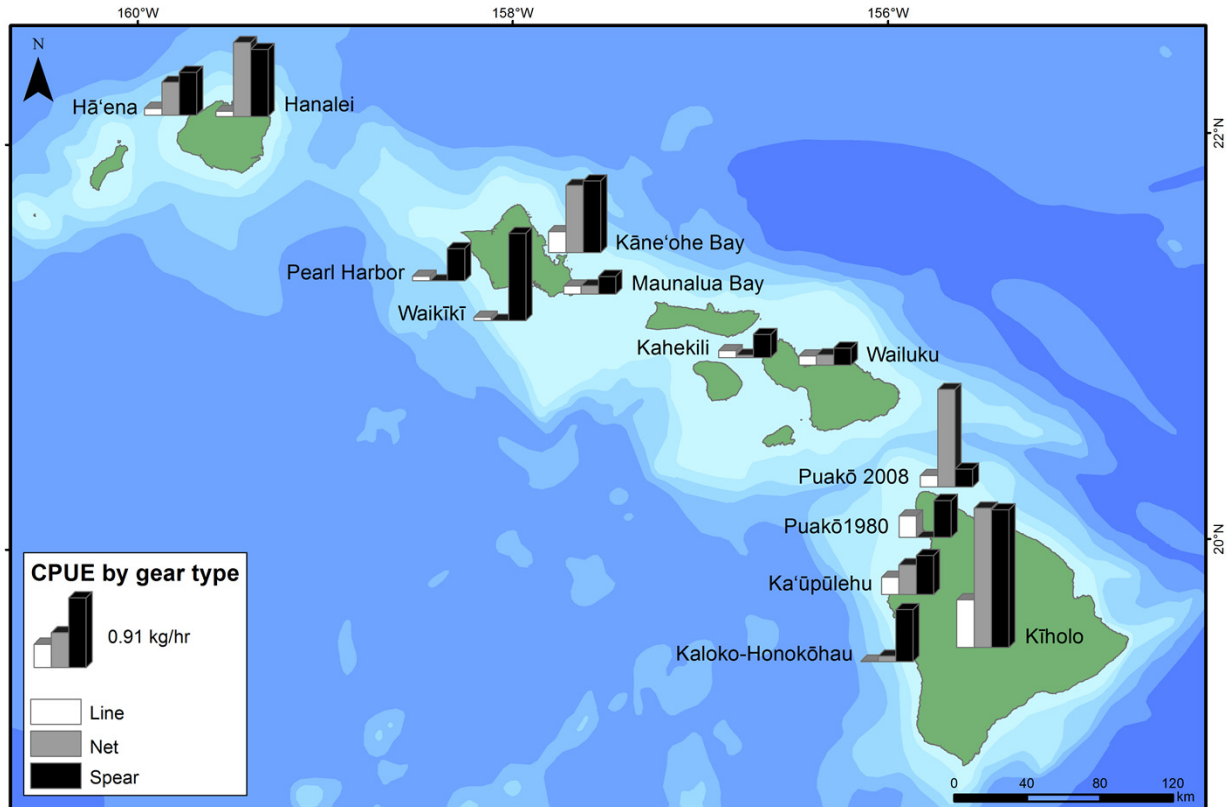 160°W
158°W
156°W
N
Hā‘ena
Hanalei
22°N
Kāne‘ohe Bay
Pearl Harbor
Maunalua Bay
Waikīkī
Kahekili
Wailuku
Puakō 2008
Puakō1980
20°N
CPUE by gear type
0.91 kg/hr
Ka‘ūpūlehu
Kīholo
Kaloko-Honokōhau
Line
Net
Spear
0 40 80 120
km